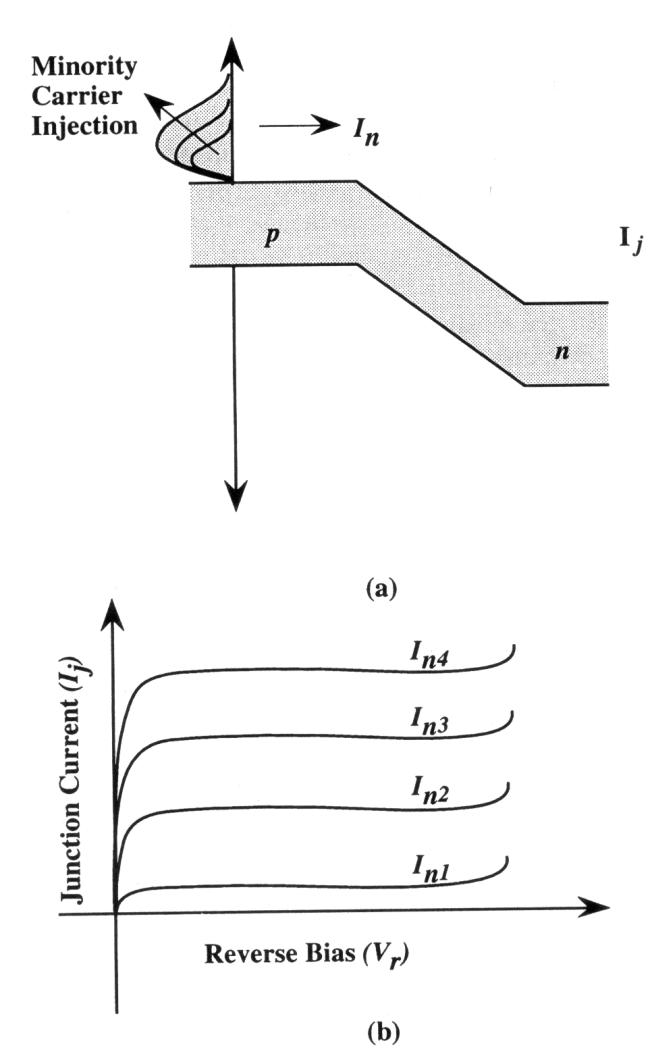 Minority
Carrier
Injection
I_n
p
I_j
n
(a)
Junction Current (I_j)
I_n4
I_n3
I_n2
I_n1
Reverse Bias (V_r)
(b)